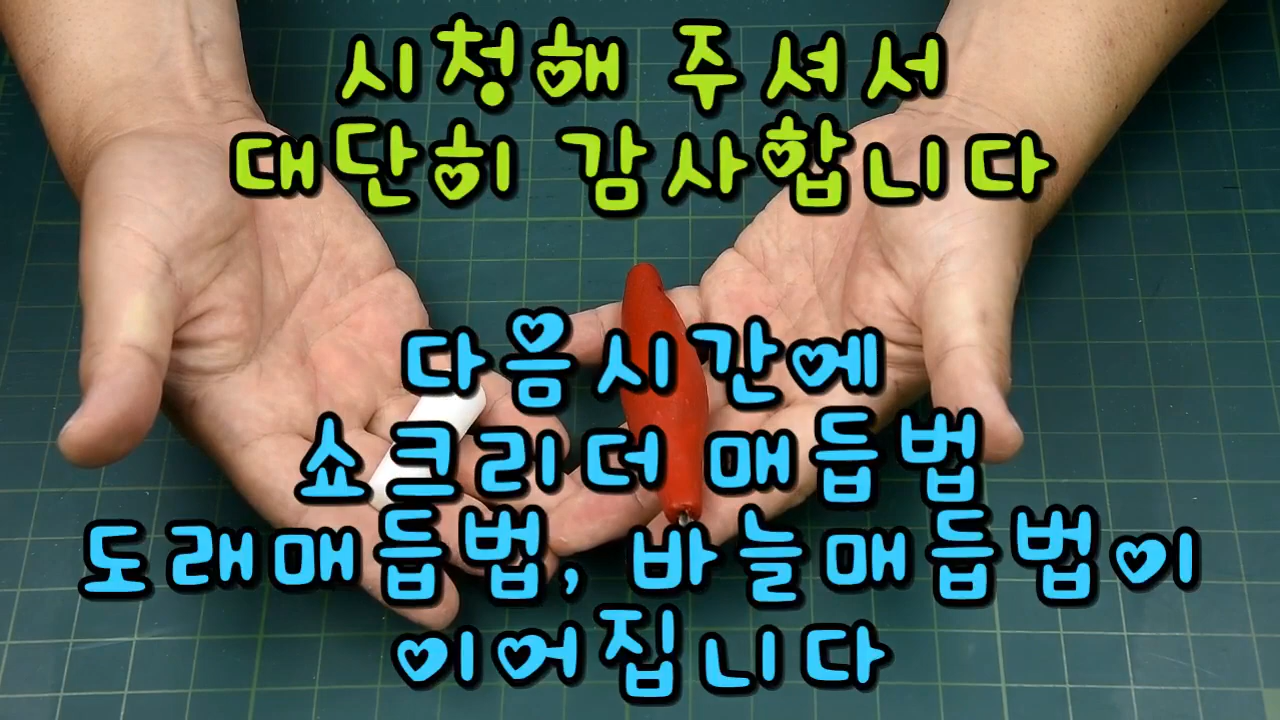 시청해 주셔서
대단히 감사합니다
다음시간에
쇼크리더 매듭법
도래매듭법, 바늘매듭법이
이어집니다